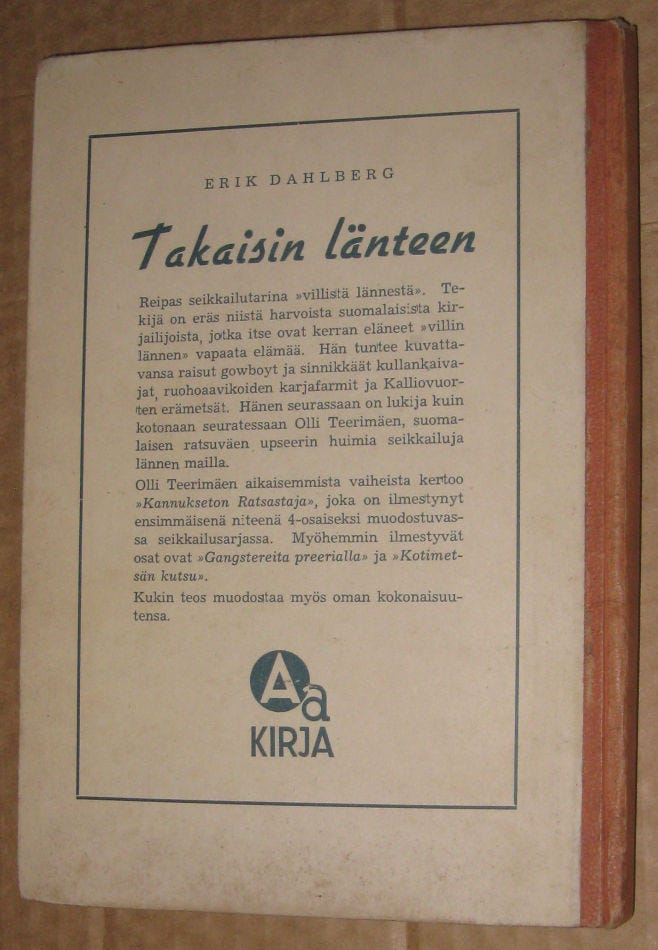 ERIK DAHLBERG
Takaisin länteen
Reipas seikkailutarina »villistä lännestä». Te-
kijä on eräs niistä harvoista suomalaisista kir-
jailijoista, jotka itse ovat kerran eläneet »villin
lännen» vapaata elämää. Hän tuntee kuvatta-
vansa raisut gowboyt ja sinnikkäät kullankaiva-
jat, ruohoaavikoiden karjafarmit ja Kalliovuor-
ten erämetsät. Hänen seurassaan on lukija kuin
kotonaan seuratessaan Olli Teerimäen, suoma-
laisen ratsuväen upseerin huimia seikkailuja
lännen mailla.
Olli Teerimäen aikaisemmista vaiheista kertoo
»Kannukseton Ratsastaja», joka on ilmestynyt
ensimmäisenä niteenä 4-osaiseksi muodostuvas-
sa seikkailusarjassa. Myöhemmin ilmestyvät
osat ovat »Gangstereita preerialla» ja »Kotimet-
sän kutsu».
Kukin teos muodostaa myös oman kokonaisuu-
tensa.
Aa
KIRJA